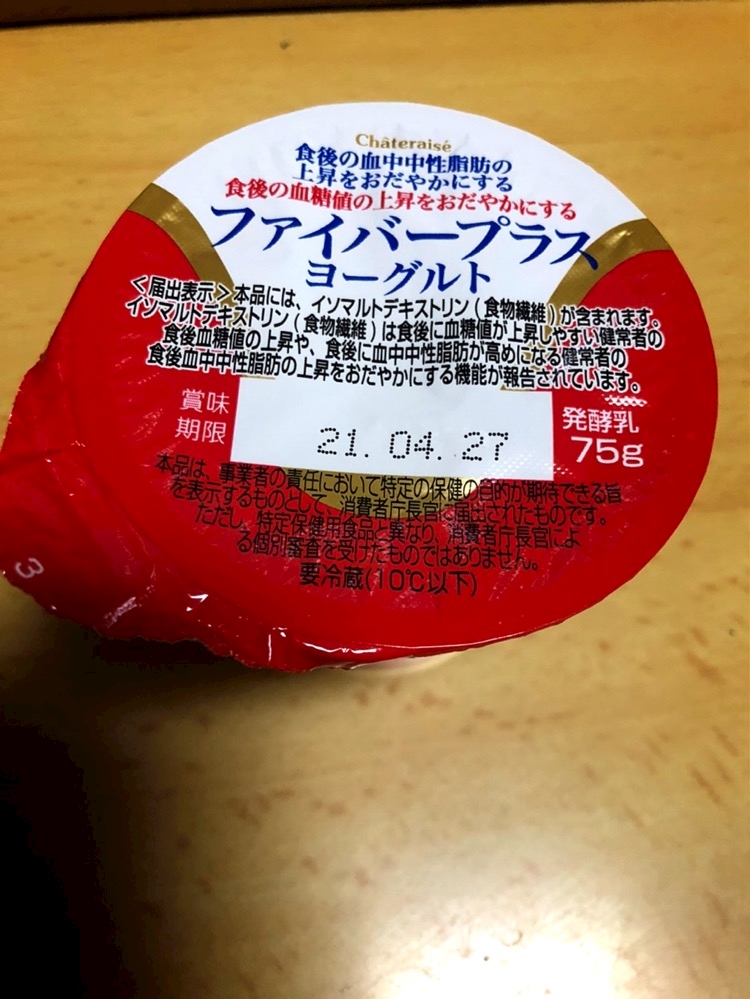 Châteraisé
食後の血中中性脂肪の
上昇をおだやかにする
食後の血糖値の上昇をおだやかにする
ファイバープラス
ヨーグルト
<届出表示>本品には、イソマルトデキストリン(食物繊維)が含まれます。
イソマルトデキストリン(食物繊維)は食後に血糖値が上昇しやすい健常者の
食後血糖値の上昇や、食後に血中中性脂肪が高めになる健常者の
食後血中中性脂肪の上昇をおだやかにする機能が報告されています。
賞味
期限
21.04.27
発酵乳
75g
本品は、事業者の責任において特定の保健の目的が期待できる旨
を表示するものとして、消費者庁長官に届出されたものです。
ただし、特定保健用食品と異なり、消費者庁長官によ
る個別審査を受けたものではありません。
要冷蔵(10℃以下)
3